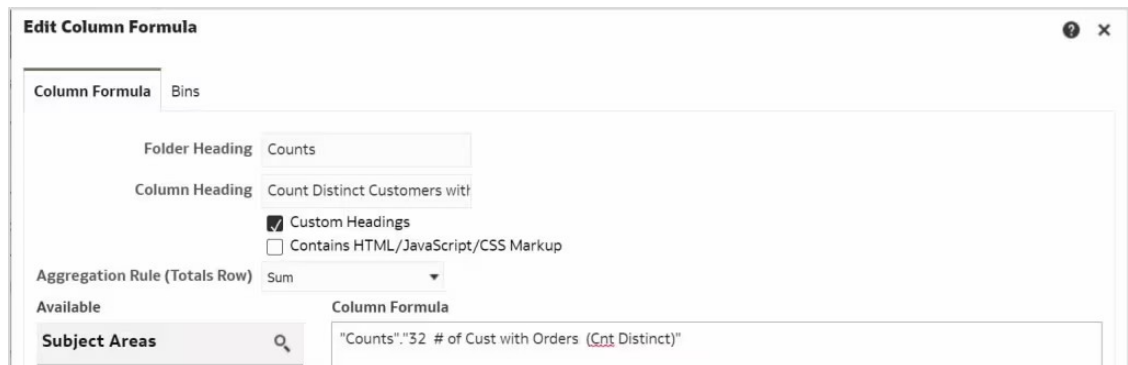 Edit Column Formula
Column Formula Bins
Folder Heading Counts
Column Heading Count Distinct Customers with
Custom Headings
Contains HTML/JavaScript/CSS Markup
Aggregation Rule (Totals Row) Sum
Available Column Formula
Subject Areas "Counts"."32 # of Cust with Orders (Cnt Distinct)"